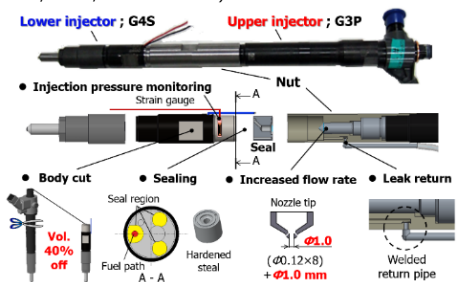 Lower injector ; G4S
Upper injector ; G3P
Nut
● Injection pressure monitoring
Strain gauge
A
Seal
A
● Body cut
● Sealing
● Increased flow rate
● Leak return
Seal region
Nozzle tip
Vol.
40%
off
Φ1.0
(Φ0.12×8)
+Φ1.0 mm
Fuel path
A - A
Hardened
steal
Welded
return pipe